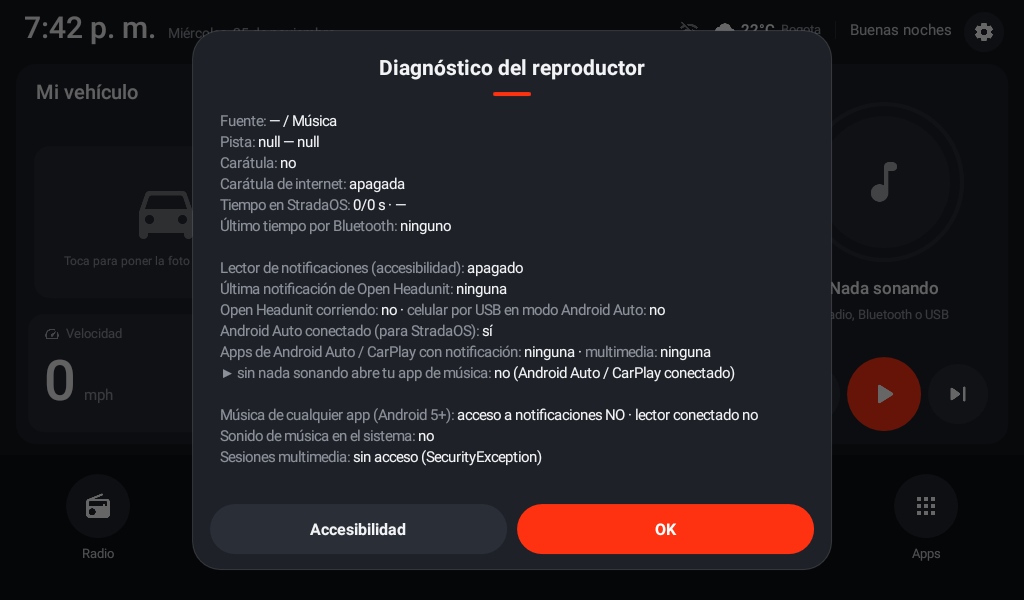 7:42 p. m.
22°C Bogota
Buenas noches
Mi vehículo
Toca para poner la foto
Velocidad
0 mph
Diagnóstico del reproductor
Fuente: — / Música
Pista: null — null
Carátula: no
Carátula de internet: apagada
Tiempo en StradaOS: 0/0 s · —
Último tiempo por Bluetooth: ninguno
Lector de notificaciones (accesibilidad): apagado
Última notificación de Open Headunit: ninguna
Open Headunit corriendo: no · celular por USB en modo Android Auto: no
Android Auto conectado (para StradaOS): sí
Apps de Android Auto / CarPlay con notificación: ninguna · multimedia: ninguna
► sin nada sonando abre tu app de música: no (Android Auto / CarPlay conectado)
Música de cualquier app (Android 5+): acceso a notificaciones NO · lector conectado no
Sonido de música en el sistema: no
Sesiones multimedia: sin acceso (SecurityException)
Accesibilidad
OK
Nada sonando
Bluetooth o USB
Radio
Apps